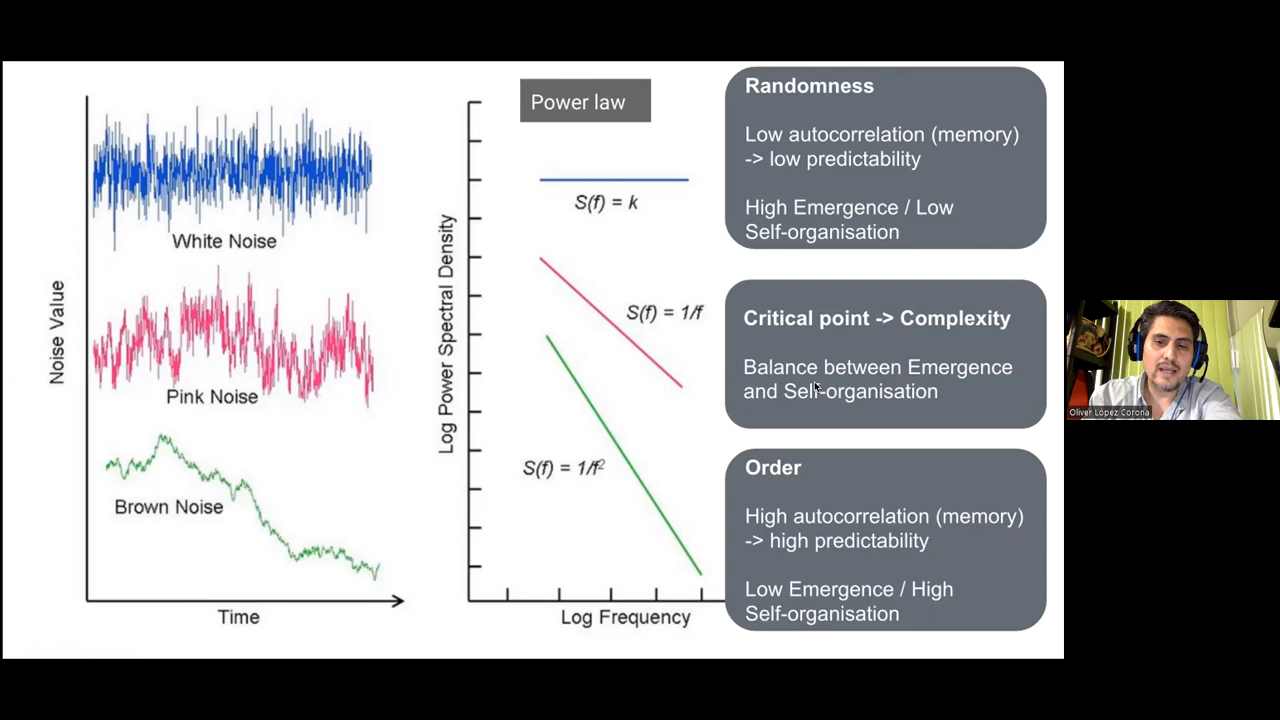 Noise Value
White Noise
Pink Noise
Brown Noise
Time
Power law
Log Power Spectral Density
S(f) = k
S(f) = 1/f
S(f) = 1/f²
Log Frequency
Randomness
Low autocorrelation (memory)
-> low predictability
High Emergence / Low
Self-organisation
Critical point -> Complexity
Balance between Emergence
and Self-organisation
Order
High autocorrelation (memory)
-> high predictability
Low Emergence / High
Self-organisation
Oliver López Corona